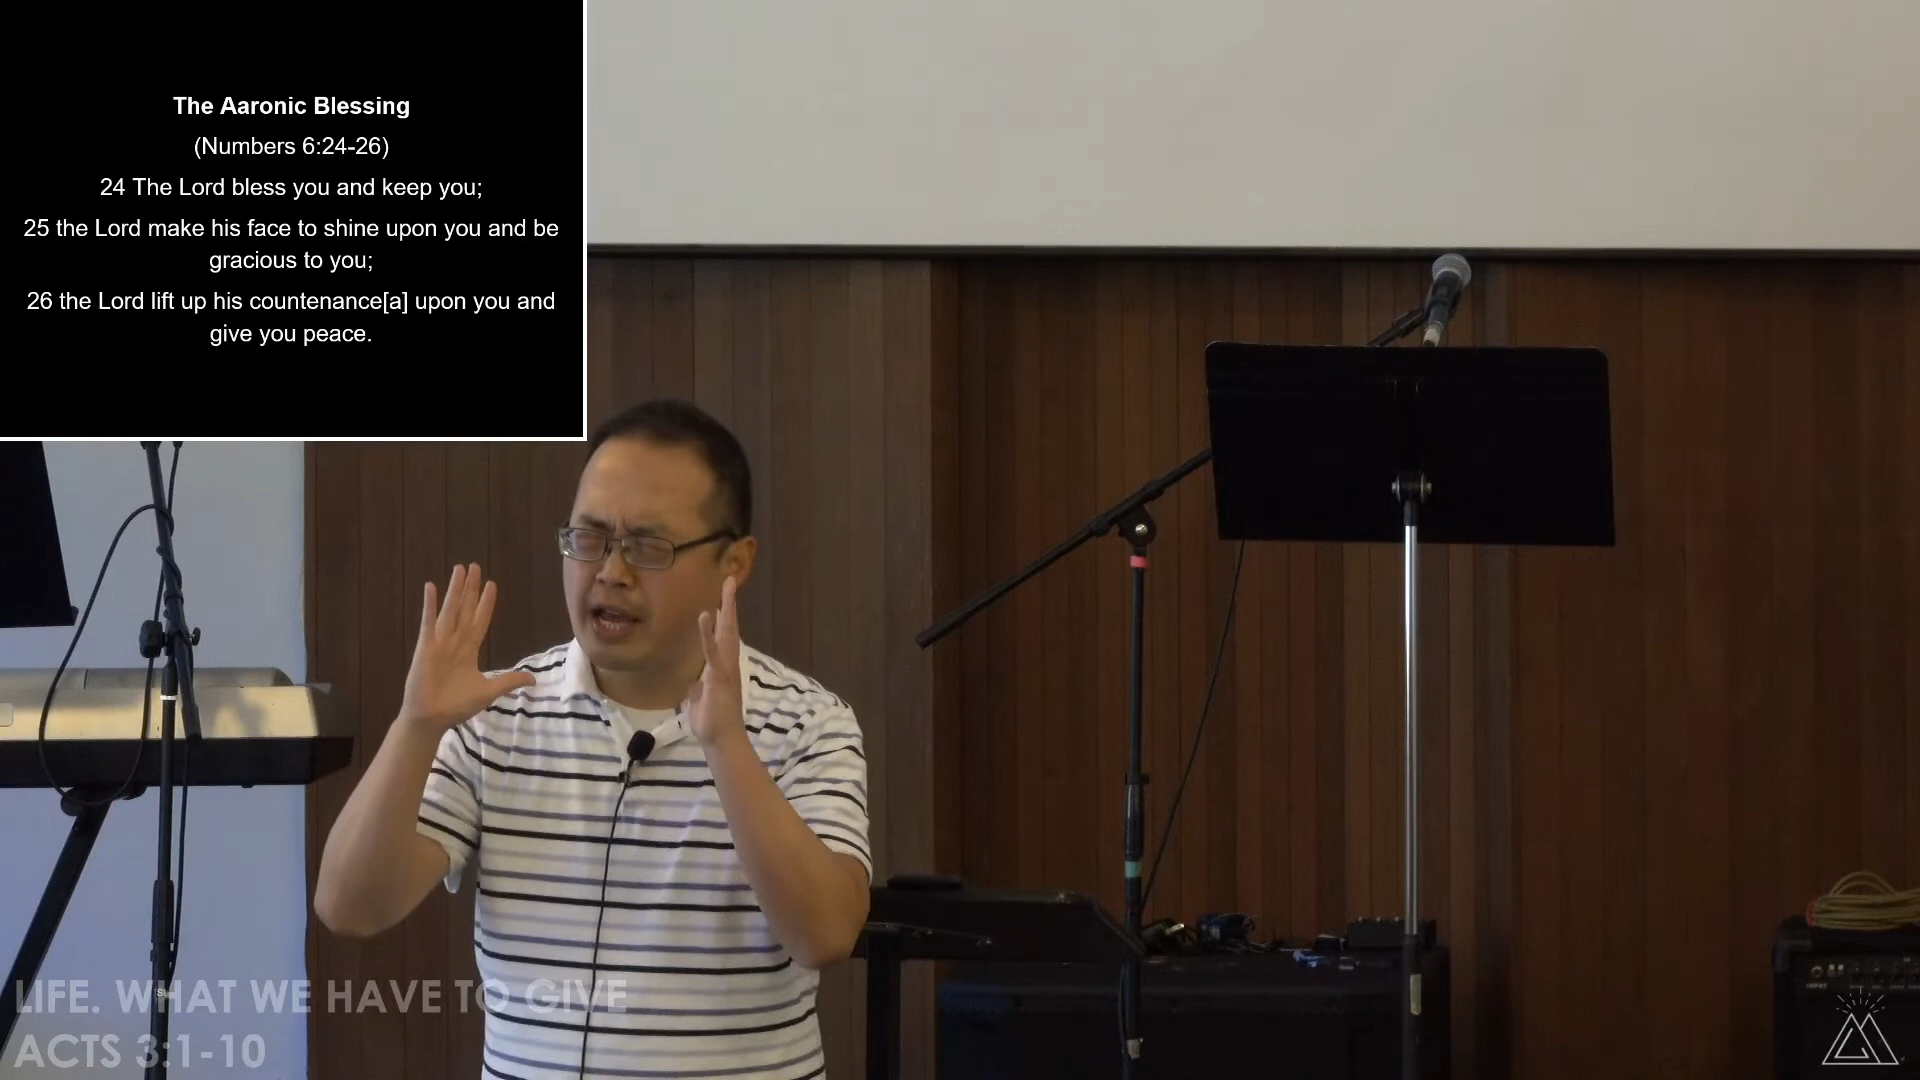 The Aaronic Blessing
(Numbers 6:24-26)
24 The Lord bless you and keep you;
25 the Lord make his face to shine upon you and be
gracious to you;
26 the Lord lift up his countenance[a] upon you and
give you peace.
LIFE. WHAT WE HAVE TO GIVE
ACTS 3:1-10